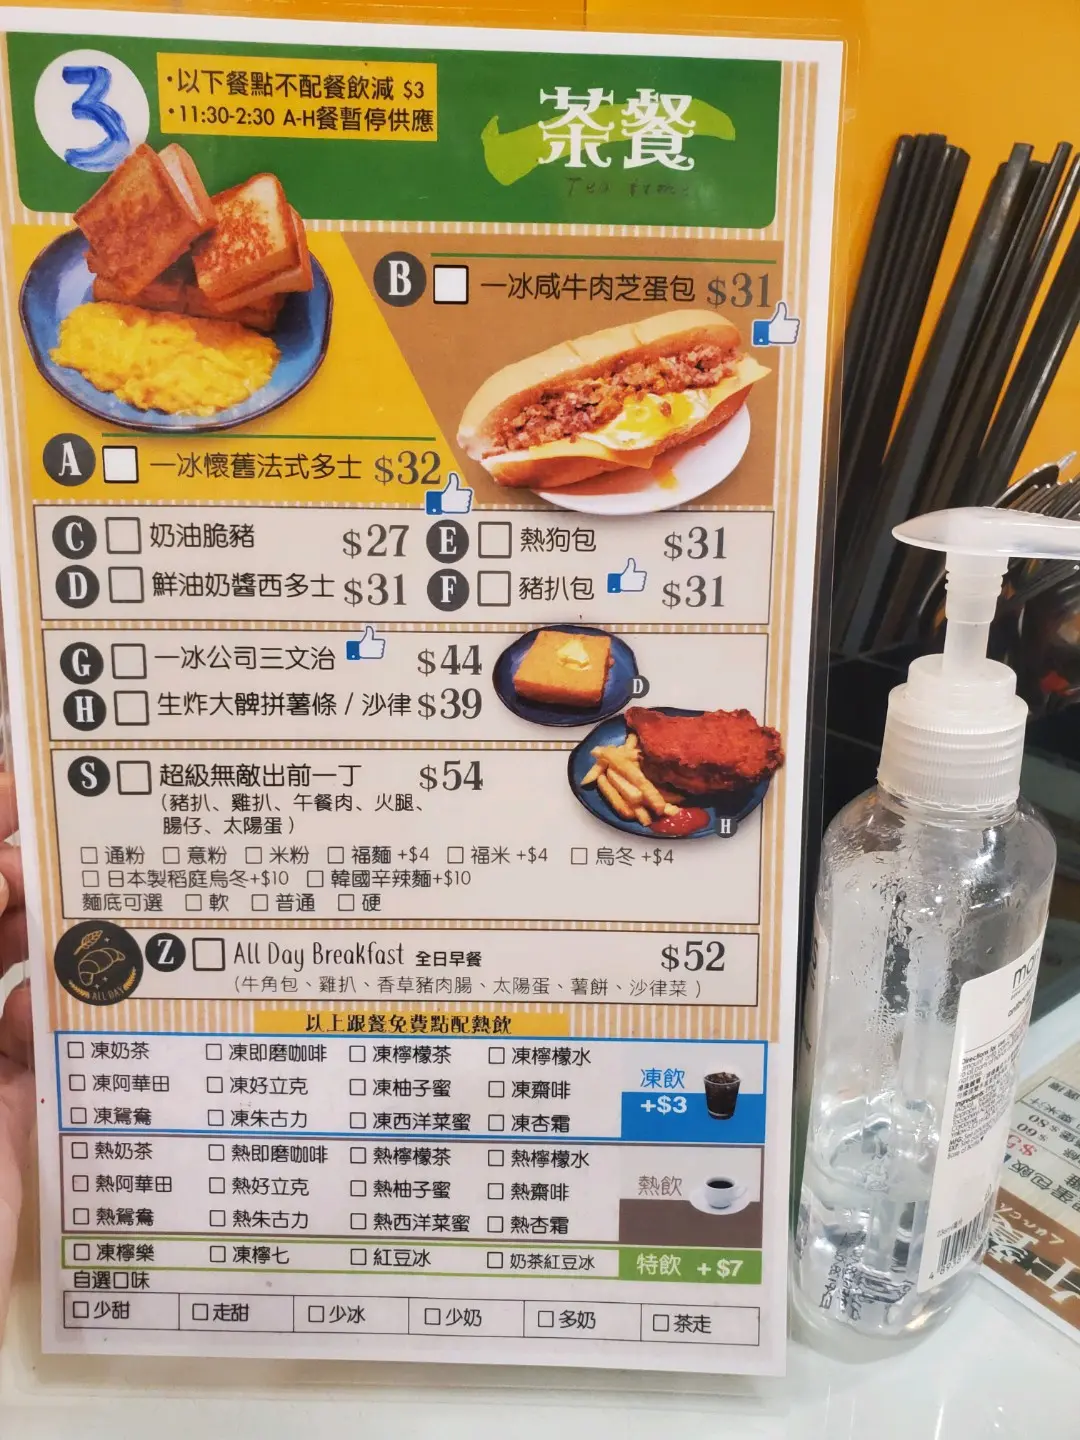 3
·以下餐點不配餐飲減 $3
·11:30-2:30 A-H餐暫停供應
茶餐
Tea time
B □ 一冰咸牛肉芝蛋包 $31
A □ 一冰懷舊法式多士 $32
C □ 奶油脆豬 $27 E □ 熱狗包 $31
D □ 鮮油奶醬西多士 $31 F □ 豬扒包 $31
G □ 一冰公司三文治 $44
H □ 生炸大髀拼薯條 / 沙律 $39
D
H
S □ 超級無敵出前一丁 $54
(豬扒、雞扒、午餐肉、火腿、
腸仔、太陽蛋)
□ 通粉 □ 意粉 □ 米粉 □ 福麵 +$4 □ 福米 +$4 □ 烏冬 +$4
□ 日本製稻庭烏冬+$10 □ 韓國辛辣麵+$10
麵底可選 □ 軟 □ 普通 □ 硬
ALL DAY
Z □ All Day Breakfast 全日早餐 $52
(牛角包、雞扒、香草豬肉腸、太陽蛋、薯餅、沙律菜 )
以上跟餐免費點配熱飲
□ 凍奶茶 □ 凍即磨咖啡 □ 凍檸檬茶 □ 凍檸檬水
□ 凍阿華田 □ 凍好立克 □ 凍柚子蜜 □ 凍齋啡
□ 凍鴛鴦 □ 凍朱古力 □ 凍西洋菜蜜 □ 凍杏霜
凍飲
+$3
□ 熱奶茶 □ 熱即磨咖啡 □ 熱檸檬茶 □ 熱檸檬水
□ 熱阿華田 □ 熱好立克 □ 熱柚子蜜 □ 熱齋啡
□ 熱鴛鴦 □ 熱朱古力 □ 熱西洋菜蜜 □ 熱杏霜
熱飲
□ 凍檸樂 □ 凍檸七 □ 紅豆冰 □ 奶茶紅豆冰 特飲 + $7
自選口味
□ 少甜 □ 走甜 □ 少冰 □ 少奶 □ 多奶 □ 茶走